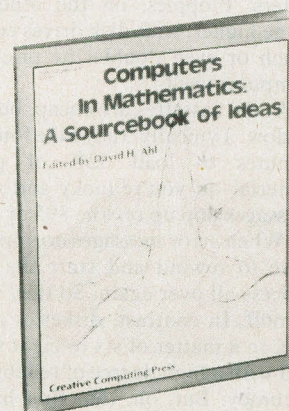 Computers
In Mathematics:
A Sourcebook of Ideas
Edited by David H. Ahl
Creative Computing Press